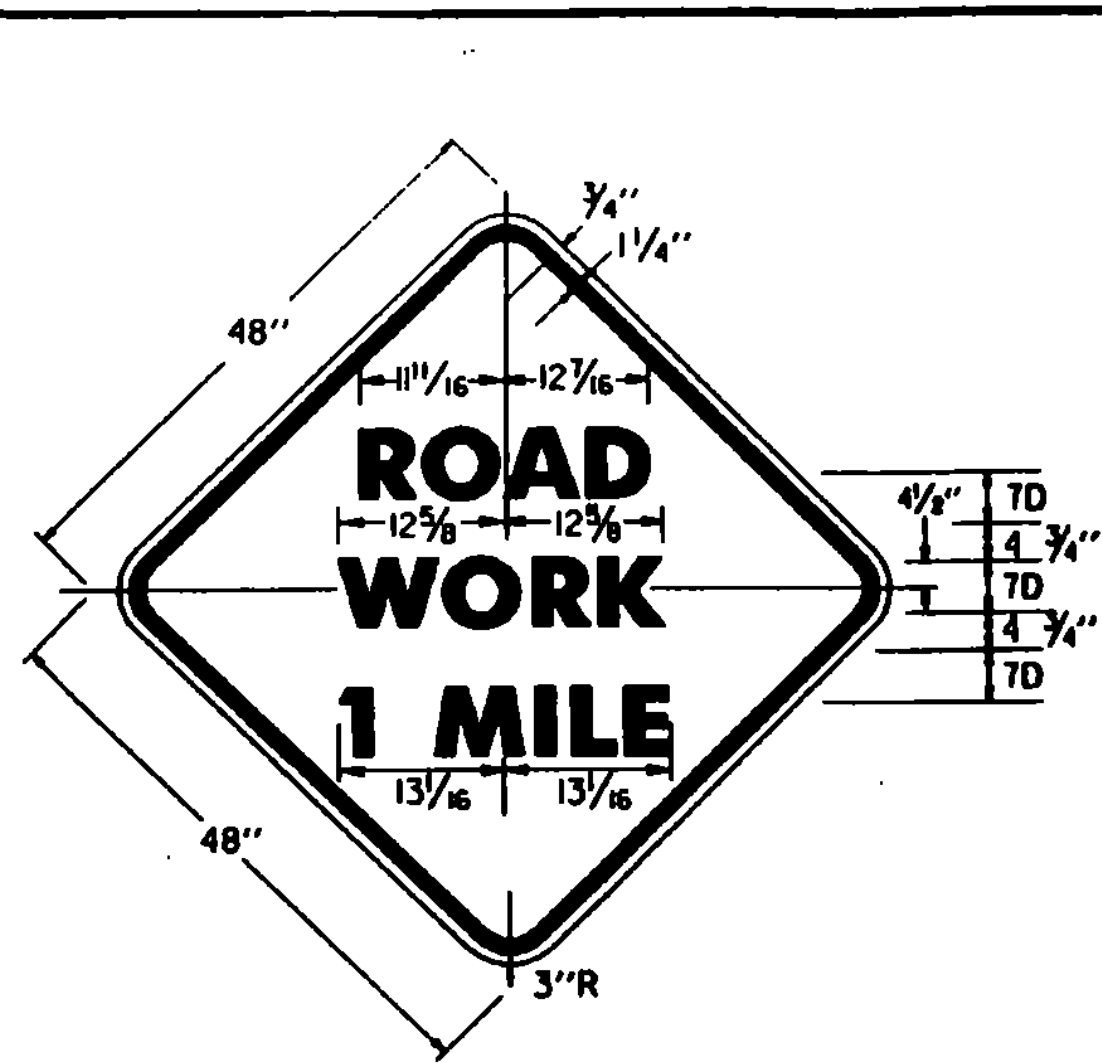 3/4"
1 1/4"
48"
11 11/16 12 7/16
ROAD
4 1/2" 7D
12 5/8 12 5/8
4 3/4"
WORK
7D
4 3/4"
7D
1 MILE
13 1/16 13 1/16
48"
3"R